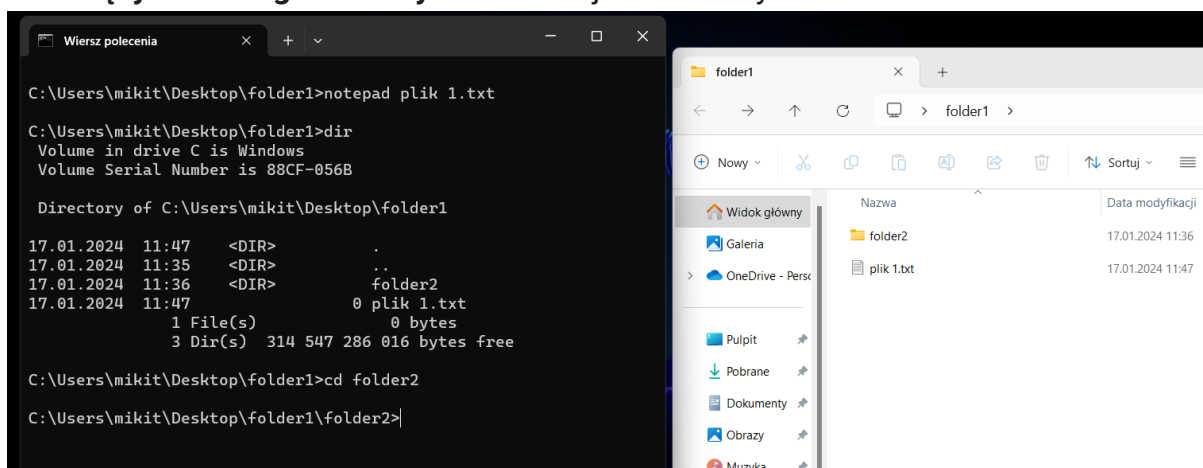 Wiersz polecenia
C:\Users\mikit\Desktop\folder1>notepad plik 1.txt
C:\Users\mikit\Desktop\folder1>dir
Volume in drive C is Windows
Volume Serial Number is 88CF-056B
Directory of C:\Users\mikit\Desktop\folder1
17.01.2024 11:47 <DIR> .
17.01.2024 11:35 <DIR> ..
17.01.2024 11:36 <DIR> folder2
17.01.2024 11:47 0 plik 1.txt
1 File(s) 0 bytes
3 Dir(s) 314 547 286 016 bytes free
C:\Users\mikit\Desktop\folder1>cd folder2
C:\Users\mikit\Desktop\folder1\folder2>
folder1
folder1
Nowy
Sortuj
Widok główny
Galeria
OneDrive - Perso
Pulpit
Pobrane
Dokumenty
Obrazy
Muzyka
Nazwa Data modyfikacji
folder2 17.01.2024 11:36
plik 1.txt 17.01.2024 11:47